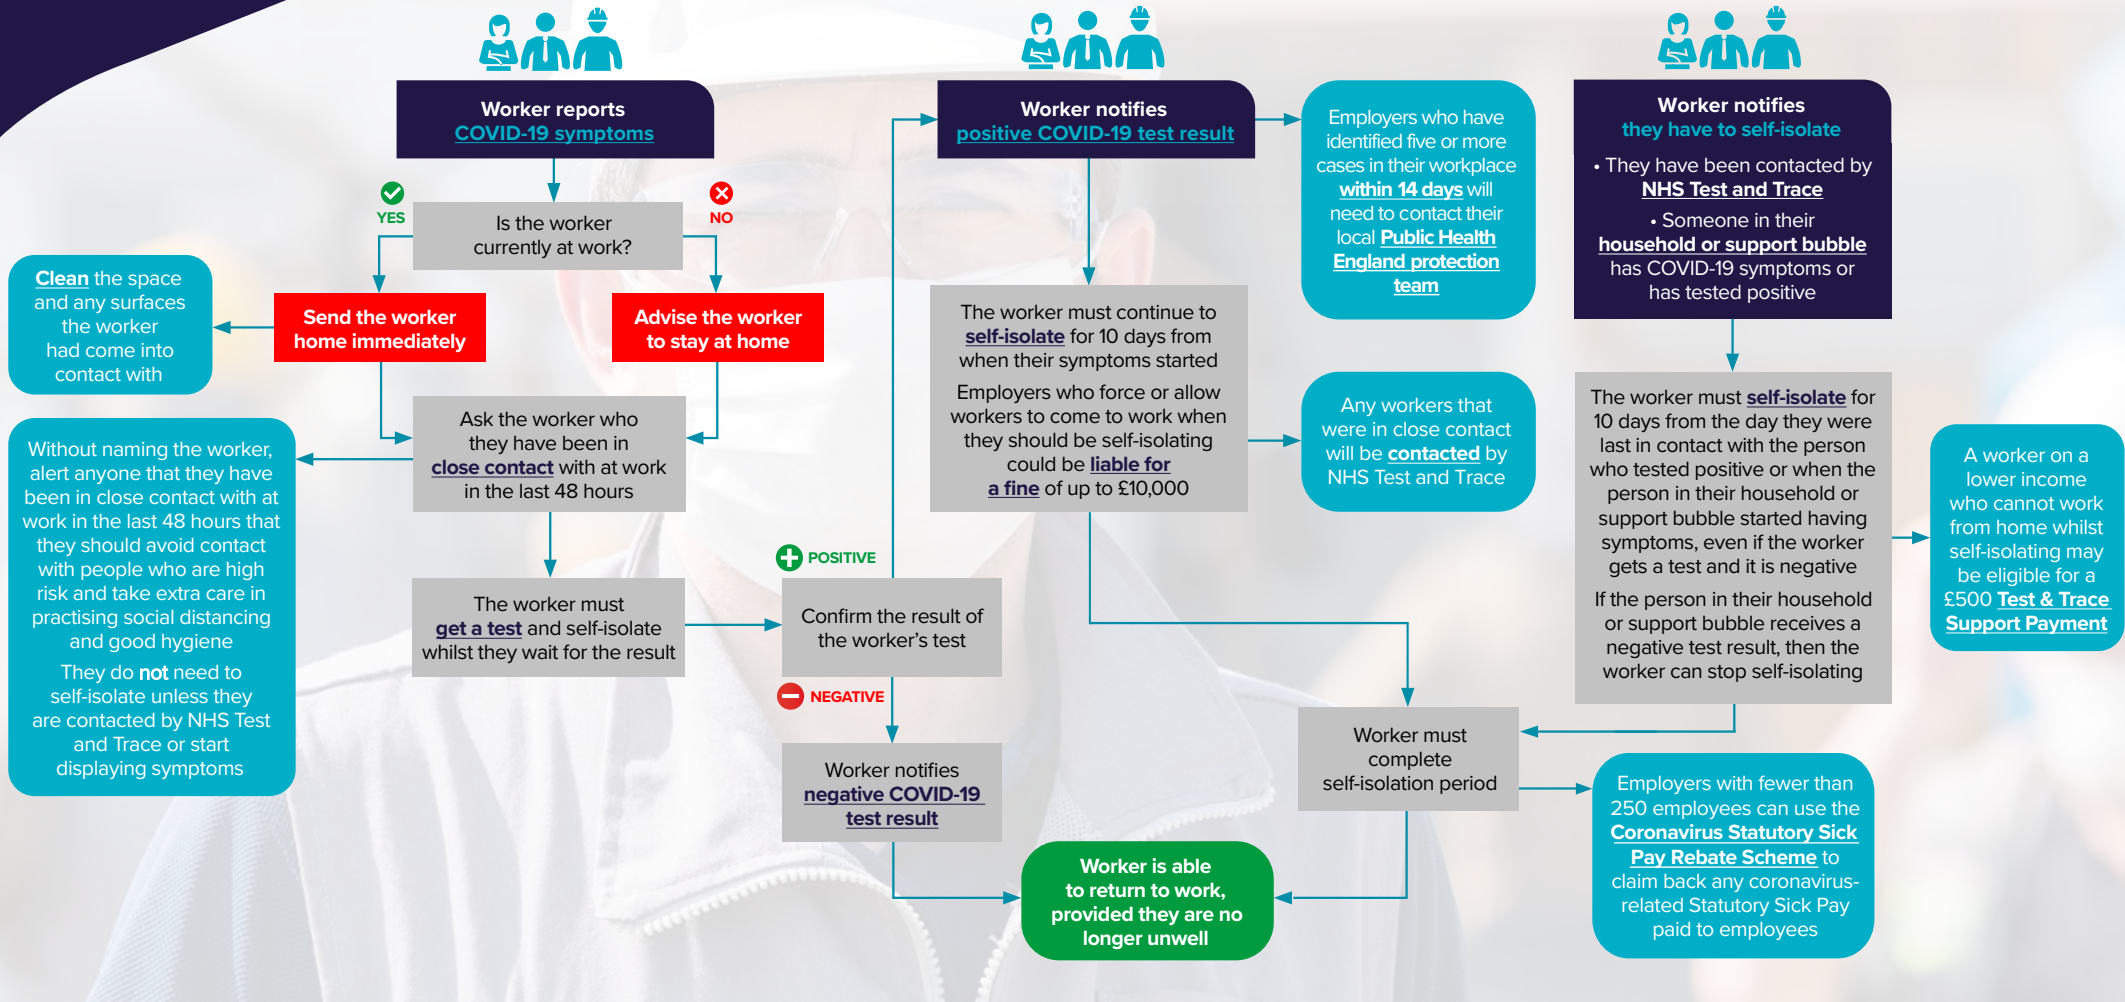 Worker reports
COVID-19 symptoms
YES
NO
Is the worker
currently at work?
Clean the space
and any surfaces
the worker
had come into
contact with
Send the worker
home immediately
Advise the worker
to stay at home
Ask the worker who
they have been in
close contact with at work
in the last 48 hours
Without naming the worker,
alert anyone that they have
been in close contact with at
work in the last 48 hours that
they should avoid contact
with people who are high
risk and take extra care in
practising social distancing
and good hygiene
They do not need to
self-isolate unless they
are contacted by NHS Test
and Trace or start
displaying symptoms
The worker must
get a test and self-isolate
whilst they wait for the result
POSITIVE
Confirm the result of
the worker's test
NEGATIVE
Worker notifies
negative COVID-19
test result
Worker notifies
positive COVID-19 test result
Employers who have
identified five or more
cases in their workplace
within 14 days will
need to contact their
local Public Health
England protection
team
The worker must continue to
self-isolate for 10 days from
when their symptoms started
Employers who force or allow
workers to come to work when
they should be self-isolating
could be liable for
a fine of up to £10,000
Any workers that
were in close contact
will be contacted by
NHS Test and Trace
Worker notifies
they have to self-isolate
• They have been contacted by
NHS Test and Trace
• Someone in their
household or support bubble
has COVID-19 symptoms or
has tested positive
The worker must self-isolate for
10 days from the day they were
last in contact with the person
who tested positive or when the
person in their household or
support bubble started having
symptoms, even if the worker
gets a test and it is negative
If the person in their household
or support bubble receives a
negative test result, then the
worker can stop self-isolating
A worker on a
lower income
who cannot work
from home whilst
self-isolating may
be eligible for a
£500 Test & Trace
Support Payment
Worker must
complete
self-isolation period
Employers with fewer than
250 employees can use the
Coronavirus Statutory Sick
Pay Rebate Scheme to
claim back any coronavirus-
related Statutory Sick Pay
paid to employees
Worker is able
to return to work,
provided they are no
longer unwell